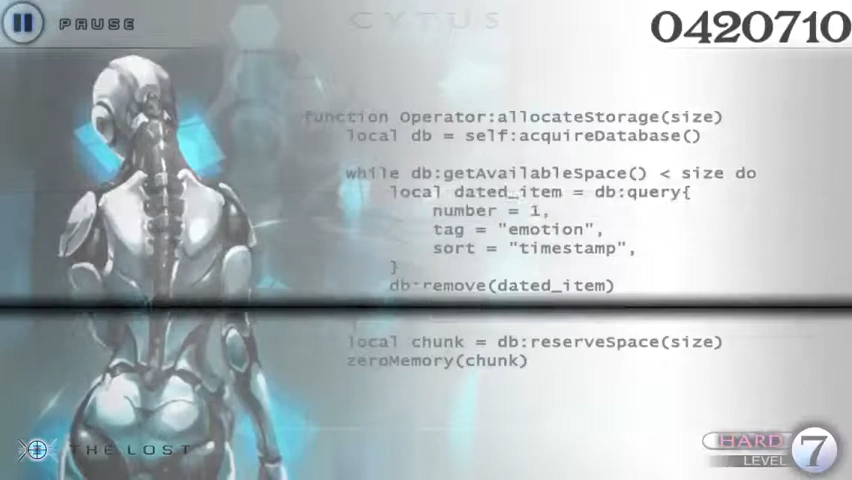 PAUSE
CYTUS
0420710
function Operator:allocateStorage(size)
local db = self:acquireDatabase()
while db:getAvailableSpace() < size do
local dated_item = db:query{
number = 1,
tag = "emotion",
sort = "timestamp",
}
db:remove(dated_item)
local chunk = db:reserveSpace(size)
zeroMemory(chunk)
THE LOST
HARD
LEVEL
7